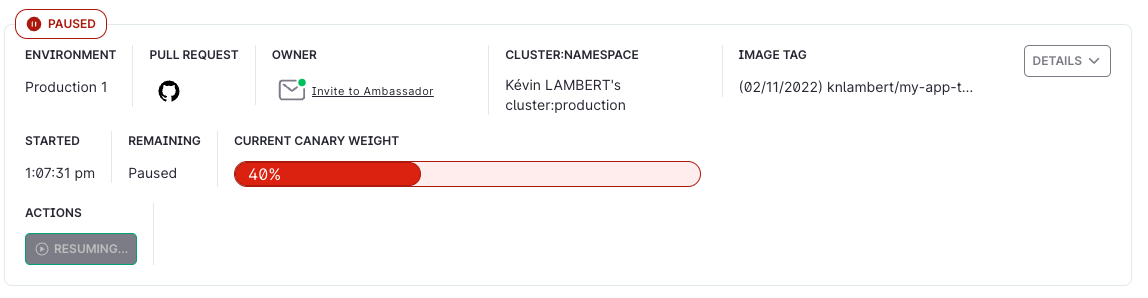 PAUSED
ENVIRONMENT PULL REQUEST OWNER CLUSTER:NAMESPACE IMAGE TAG
DETAILS
Production 1 Invite to Ambassador Kévin LAMBERT's (02/11/2022) knlambert/my-app-t...
cluster:production
STARTED REMAINING CURRENT CANARY WEIGHT
1:07:31 pm Paused 40%
ACTIONS
RESUMING...